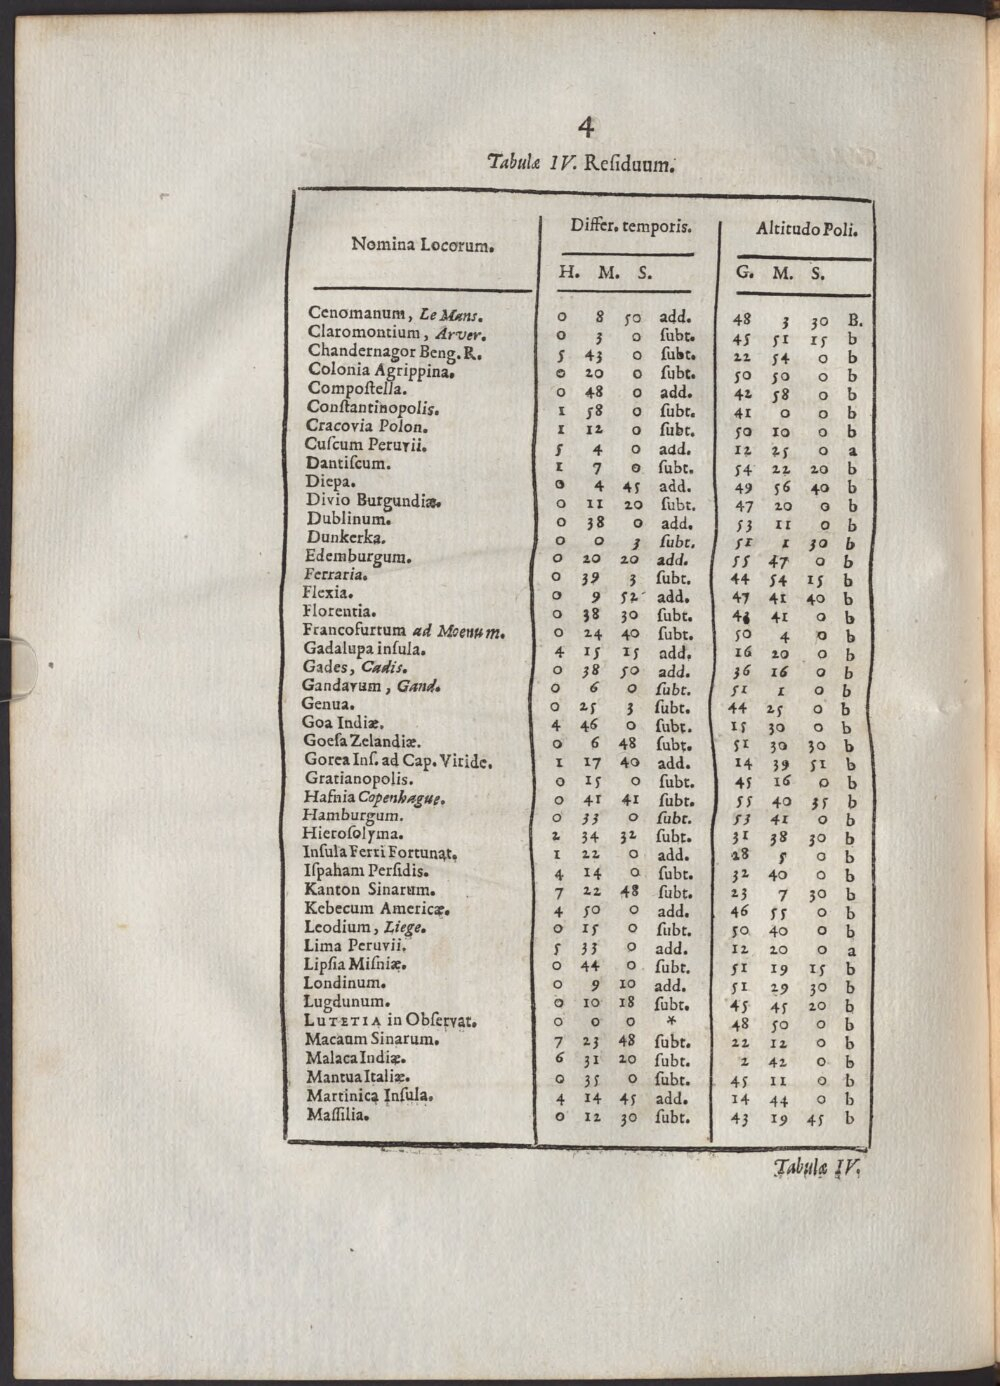 4
Tabulæ IV. Reſiduum.
Nomina Locorum. Differ. temporis. Altitudo Poli.
H. M. S. G. M. S.
Cenomanum, Le Mans. 0 8 50 add. 48 3 30 B.
Claromontium, Arver. 0 3 0 ſubt. 45 51 15 b
Chandernagor Beng. R. 5 43 0 ſubt. 22 54 0 b
Colonia Agrippina. 0 20 0 ſubt. 50 50 0 b
Compoſtella. 0 48 0 add. 42 58 0 b
Conſtantinopolis. 1 58 0 ſubt. 41 0 0 b
Cracovia Polon. 1 12 0 ſubt. 50 10 0 b
Cuſcum Peruvii. 5 4 0 add. 12 25 0 a
Dantiſcum. 1 7 0 ſubt. 54 22 20 b
Diepa. 0 4 45 add. 49 56 40 b
Divio Burgundiæ. 0 11 20 ſubt. 47 20 0 b
Dublinum. 0 38 0 add. 53 11 0 b
Dunkerka. 0 0 3 ſubt. 51 1 30 b
Edemburgum. 0 20 20 add. 55 47 0 b
Ferraria. 0 39 3 ſubt. 44 54 15 b
Flexia. 0 9 52 add. 47 41 40 b
Florentia. 0 38 30 ſubt. 43 41 0 b
Francofurtum ad Moenum. 0 24 40 ſubt. 50 4 0 b
Gadalupa inſula. 4 15 15 add. 16 20 0 b
Gades, Cadis. 0 38 50 add. 36 16 0 b
Gandavum, Gand. 0 6 0 ſubt. 51 1 0 b
Genua. 0 25 3 ſubt. 44 25 0 b
Goa Indiæ. 4 46 0 ſubt. 15 30 0 b
Goeſa Zelandiæ. 0 6 48 ſubt. 51 30 30 b
Gorea Inſ. ad Cap. Viride. 1 17 40 add. 14 39 51 b
Gratianopolis. 0 15 0 ſubt. 45 16 0 b
Hafnia Copenhague. 0 41 41 ſubt. 55 40 35 b
Hamburgum. 0 33 0 ſubt. 53 41 0 b
Hieroſolyma. 2 34 32 ſubt. 31 38 30 b
Inſula Ferri Fortunat. 1 22 0 add. 28 5 0 b
Iſpaham Perſidis. 4 14 0 ſubt. 32 40 0 b
Kanton Sinarum. 7 22 48 ſubt. 23 7 30 b
Kebecum Americæ. 4 50 0 add. 46 55 0 b
Leodium, Liege. 0 15 0 ſubt. 50 40 0 b
Lima Peruvii. 5 33 0 add. 12 20 0 a
Lipſia Miſniæ. 0 44 0 ſubt. 51 19 15 b
Londinum. 0 9 10 add. 51 29 30 b
Lugdunum. 0 10 18 ſubt. 45 45 20 b
LUTETIA in Obſervat. 0 0 0 * 48 50 0 b
Macaum Sinarum. 7 23 48 ſubt. 22 12 0 b
Malaca Indiæ. 6 31 20 ſubt. 2 42 0 b
Mantua Italiæ. 0 35 0 ſubt. 45 11 0 b
Martinica Inſula. 4 14 45 add. 14 44 0 b
Maſſilia. 0 12 30 ſubt. 43 19 45 b
Tabulæ IV.